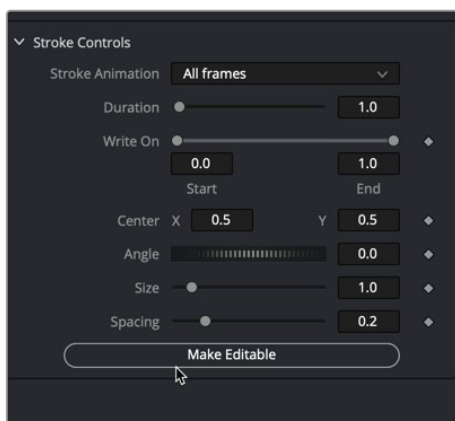 Stroke Controls
Stroke Animation All frames
Duration 1.0
Write On
0.0 1.0
Start End
Center X 0.5 Y 0.5
Angle 0.0
Size 1.0
Spacing 0.2
Make Editable